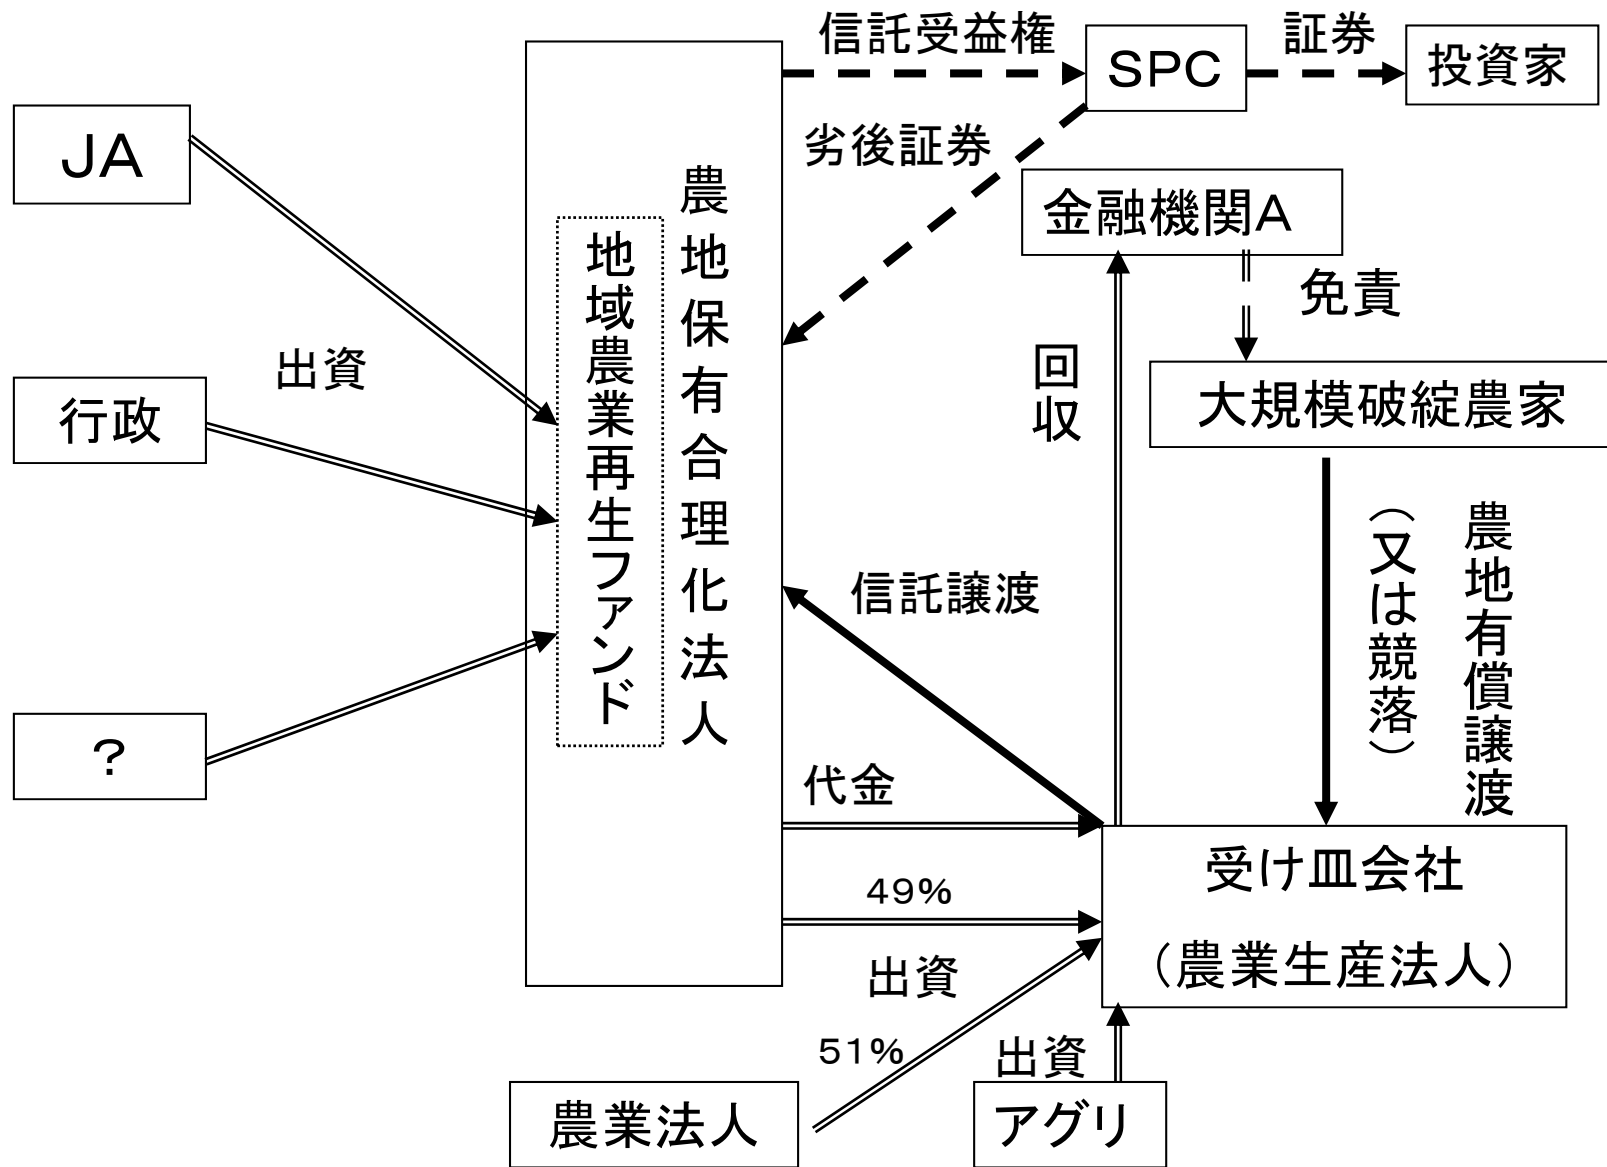 信託受益権
SPC
証券
投資家
JA
劣後証券
農地保有合理化法人
地域農業再生ファンド
金融機関A
免責
出資
行政
回収
大規模破綻農家
農地有償譲渡
(又は競落)
信託譲渡
?
代金
49%
受け皿会社
(農業生産法人)
出資
51%
出資
農業法人
アグリ